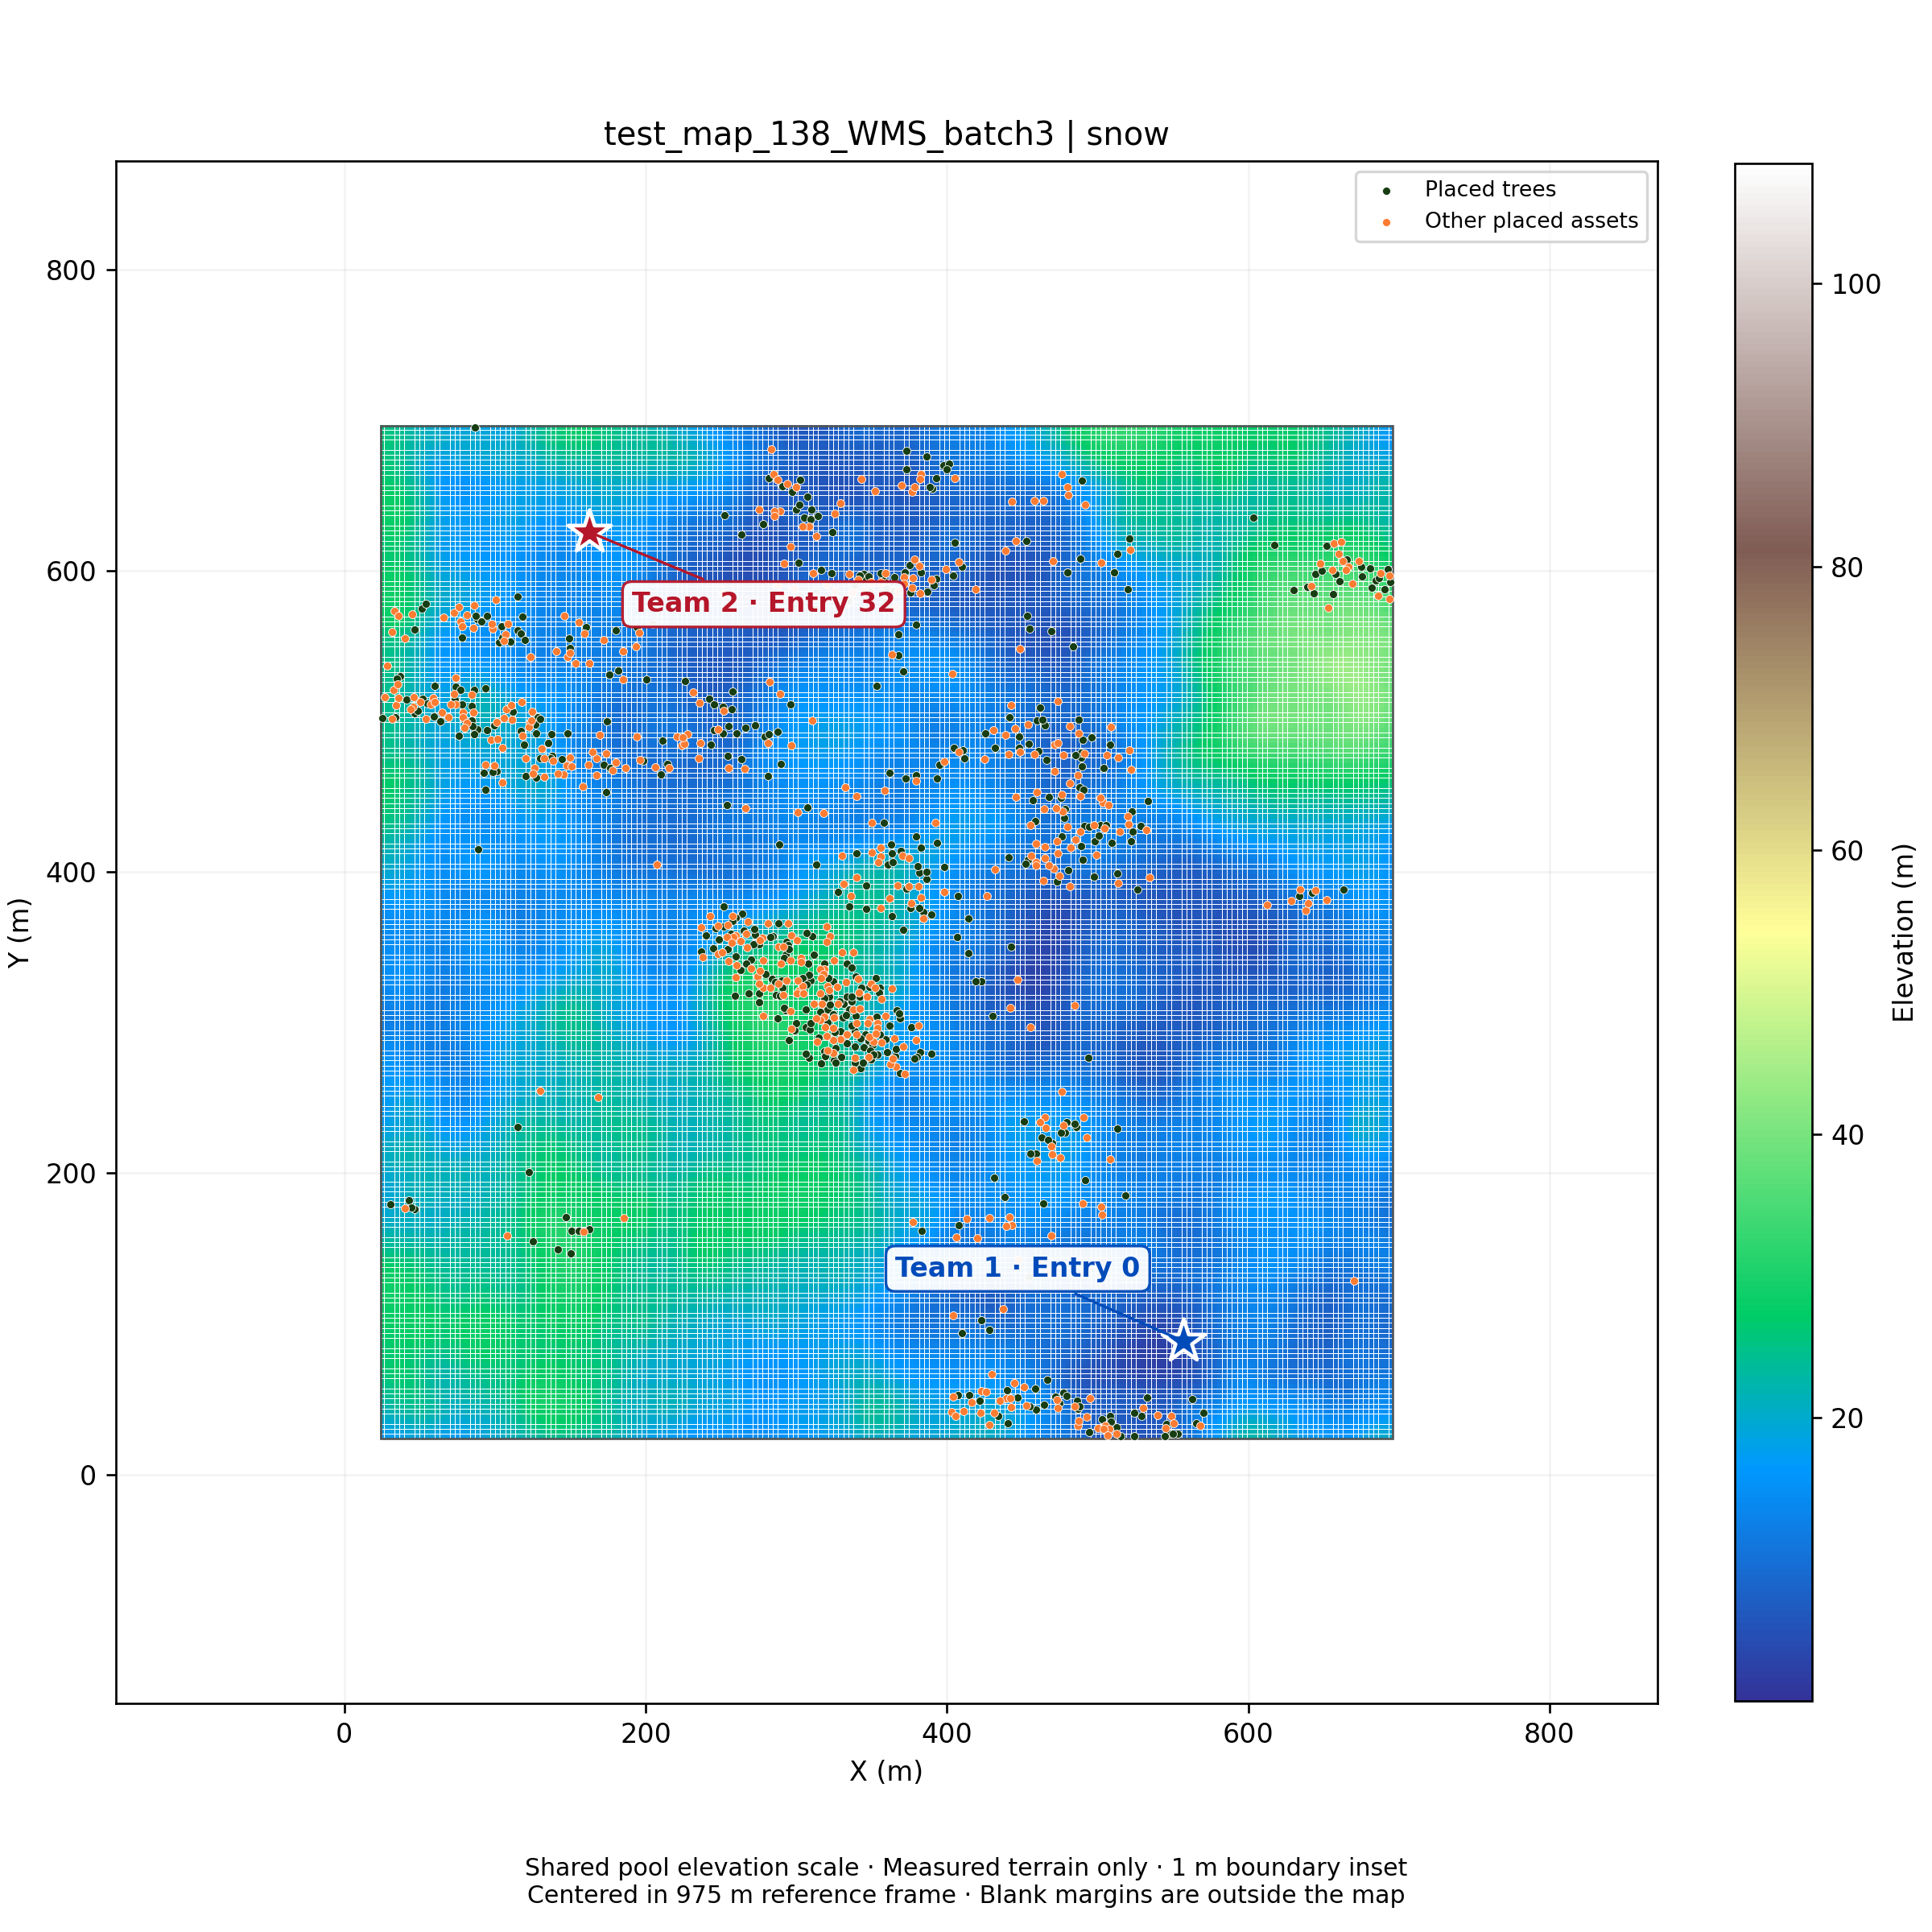 test_map_138_WMS_batch3 | snow
Placed trees
Other placed assets
Team 2 · Entry 32
Team 1 · Entry 0
800
600
400
200
0
Y (m)
0
200
400
600
800
X (m)
100
80
60
40
20
Elevation (m)
Shared pool elevation scale · Measured terrain only · 1 m boundary inset
Centered in 975 m reference frame · Blank margins are outside the map